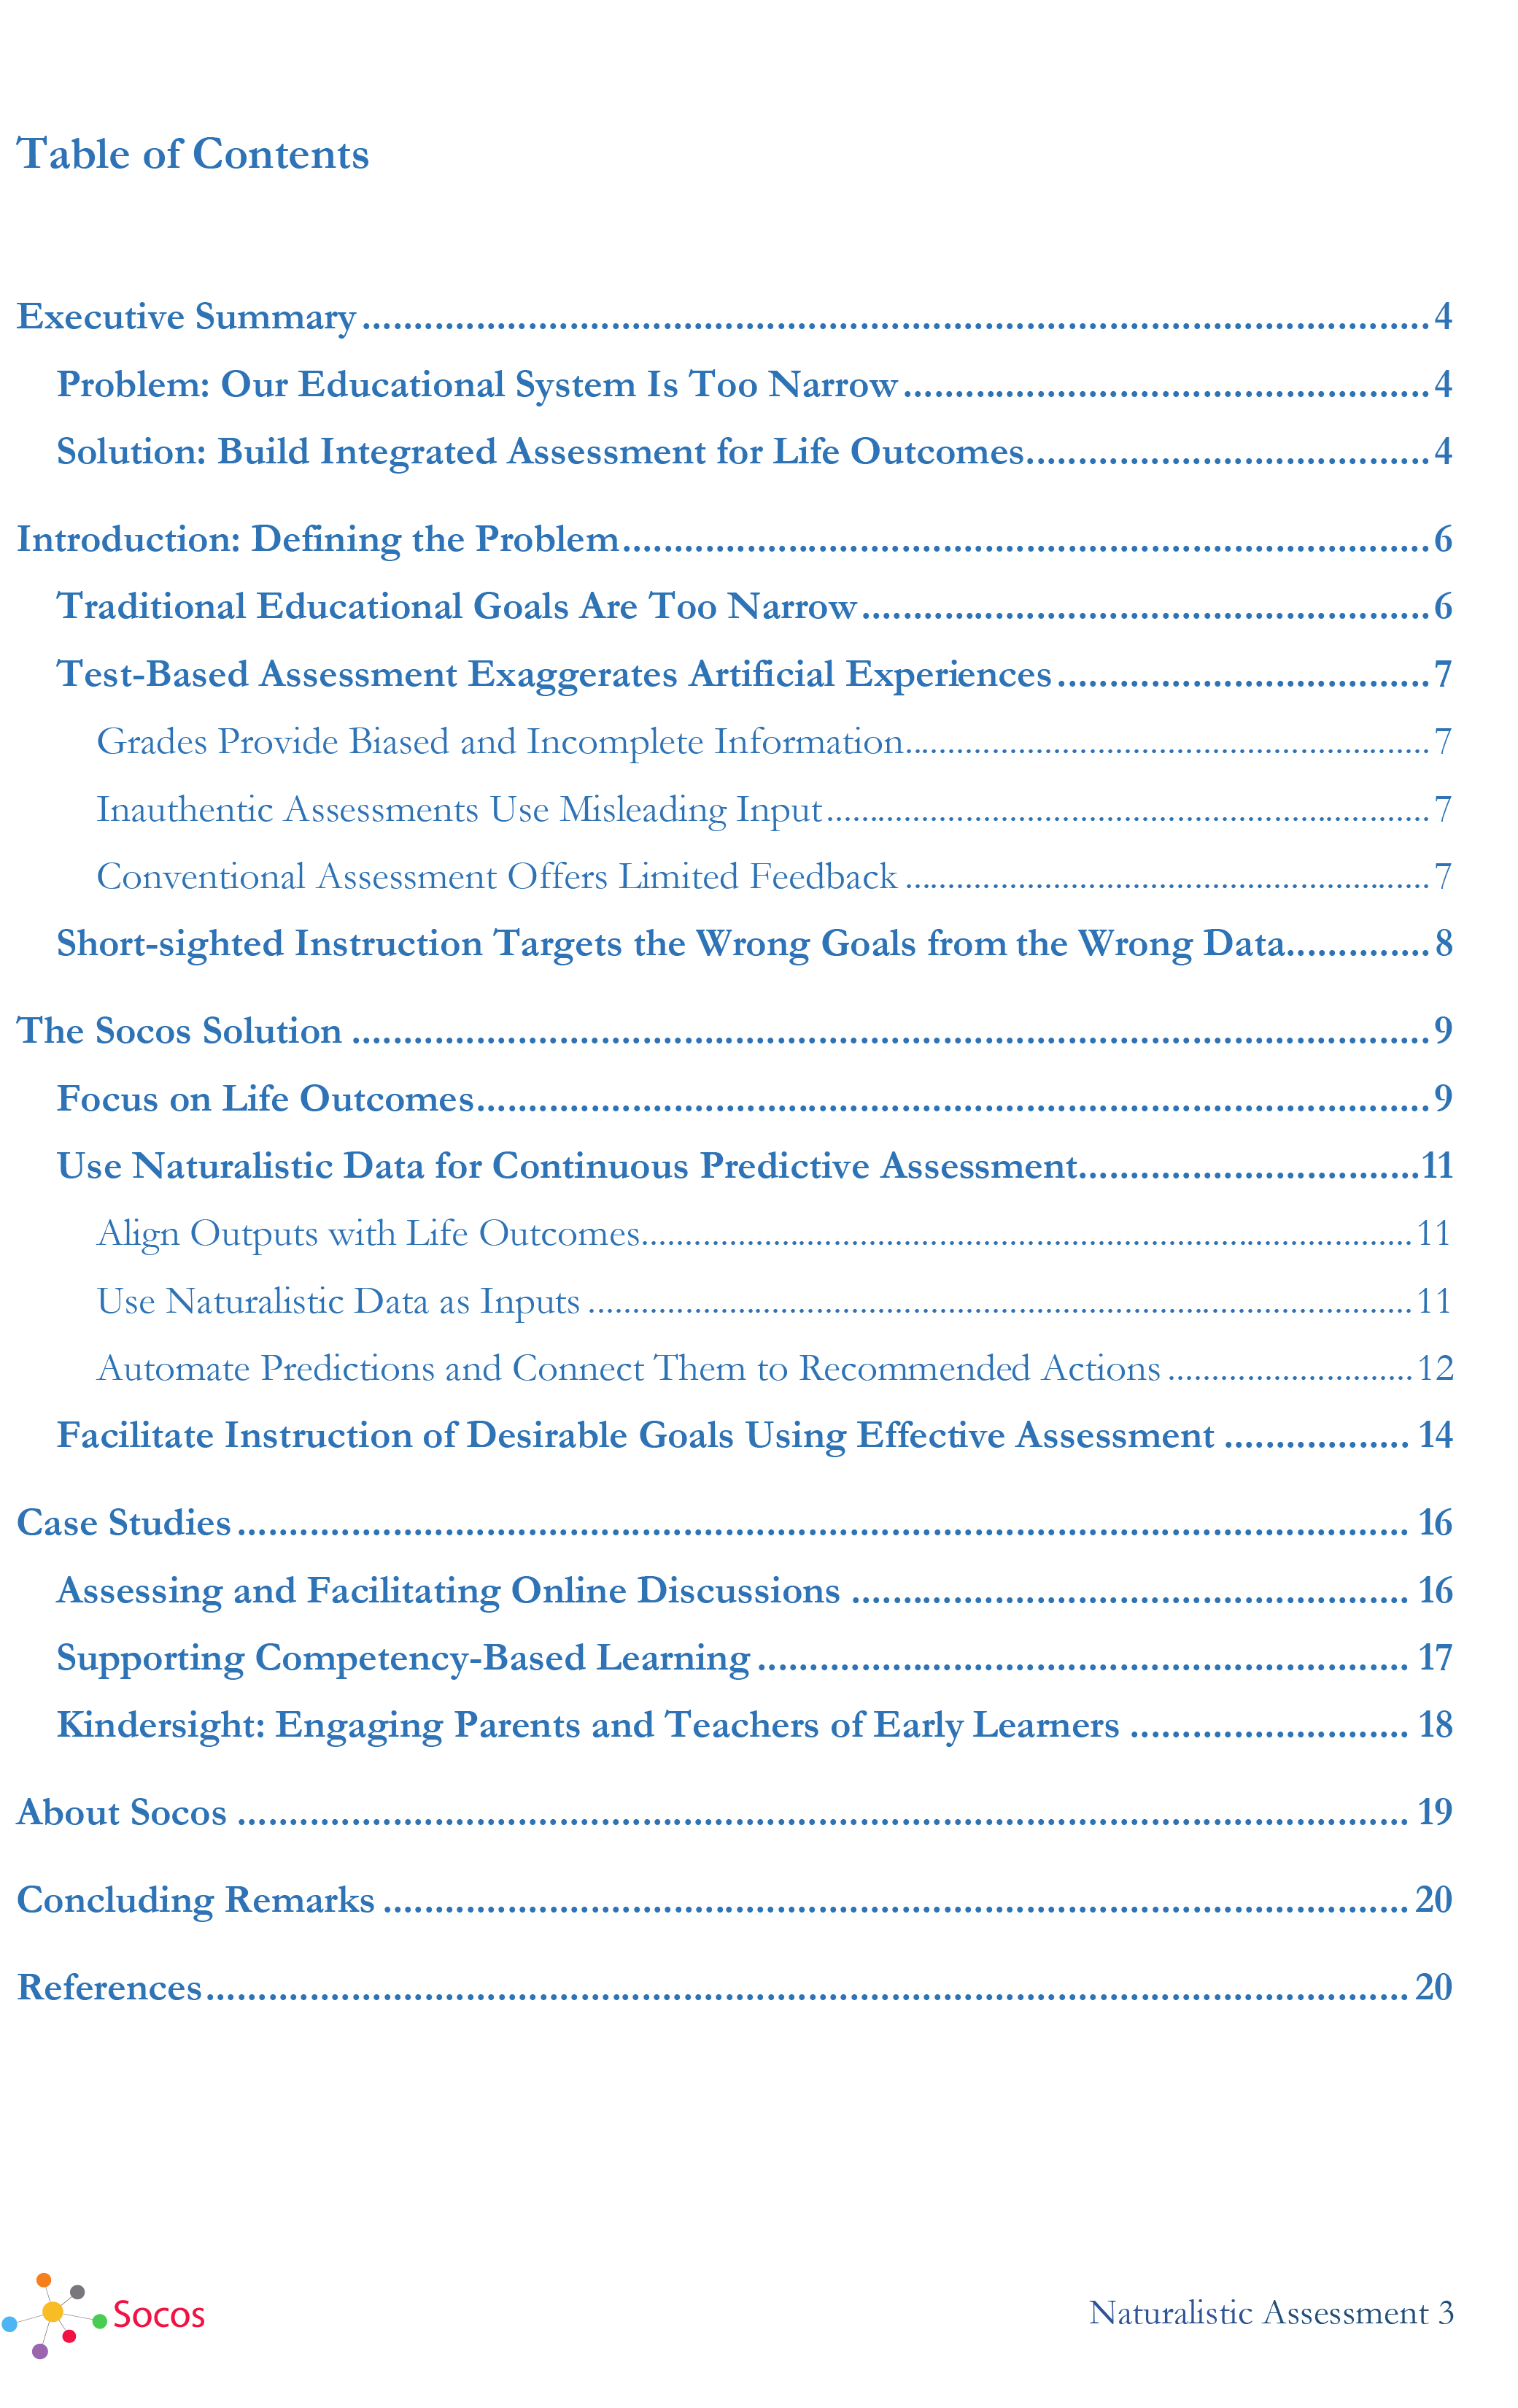 Table of Contents
Executive Summary........................................................................................................4
Problem: Our Educational System Is Too Narrow...................................................4
Solution: Build Integrated Assessment for Life Outcomes.......................................4
Introduction: Defining the Problem..............................................................................6
Traditional Educational Goals Are Too Narrow.......................................................6
Test-Based Assessment Exaggerates Artificial Experiences....................................7
Grades Provide Biased and Incomplete Information............................................................7
Inauthentic Assessments Use Misleading Input.....................................................................7
Conventional Assessment Offers Limited Feedback............................................................7
Short-sighted Instruction Targets the Wrong Goals from the Wrong Data..............8
The Socos Solution.........................................................................................................9
Focus on Life Outcomes............................................................................................9
Use Naturalistic Data for Continuous Predictive Assessment.................................11
Align Outputs with Life Outcomes........................................................................................11
Use Naturalistic Data as Inputs..............................................................................................11
Automate Predictions and Connect Them to Recommended Actions............................12
Facilitate Instruction of Desirable Goals Using Effective Assessment.................. 14
Case Studies.................................................................................................................. 16
Assessing and Facilitating Online Discussions...................................................... 16
Supporting Competency-Based Learning............................................................... 17
Kindersight: Engaging Parents and Teachers of Early Learners........................... 18
About Socos.................................................................................................................. 19
Concluding Remarks....................................................................................................20
References.....................................................................................................................20
Socos
Naturalistic Assessment 3